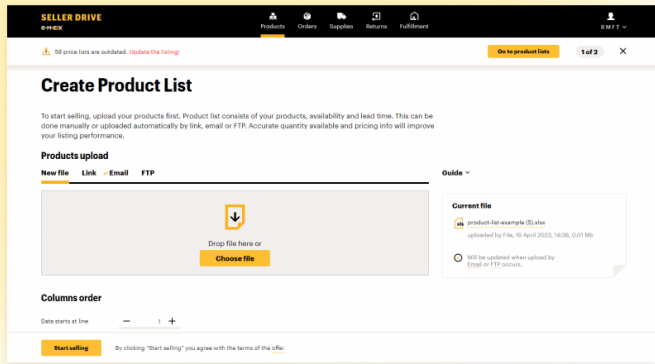 SELLER DRIVE
e·m·ex
Products Orders Supplies Returns Fulfillment
RMFT
58 price lists are outdated. Update the listing!
Go to product lists
1 of 2
Create Product List
To start selling, upload your products first. Product list consists of your products, availability and lead time. This can be
done manually or uploaded automatically by link, email or FTP. Accurate quantity available and pricing info will improve
your listing performance.
Products upload
New file Link Email FTP
Guide
Drop file here or
Choose file
Current file
xls product-list-example (5).xlsx
uploaded by File, 19 April 2023, 14:36, 0.01 Mb
Will be updated when upload by
Email or FTP occurs.
Columns order
Data starts at line
— 1 +
Start selling
By clicking "Start selling" you agree with the terms of the offer